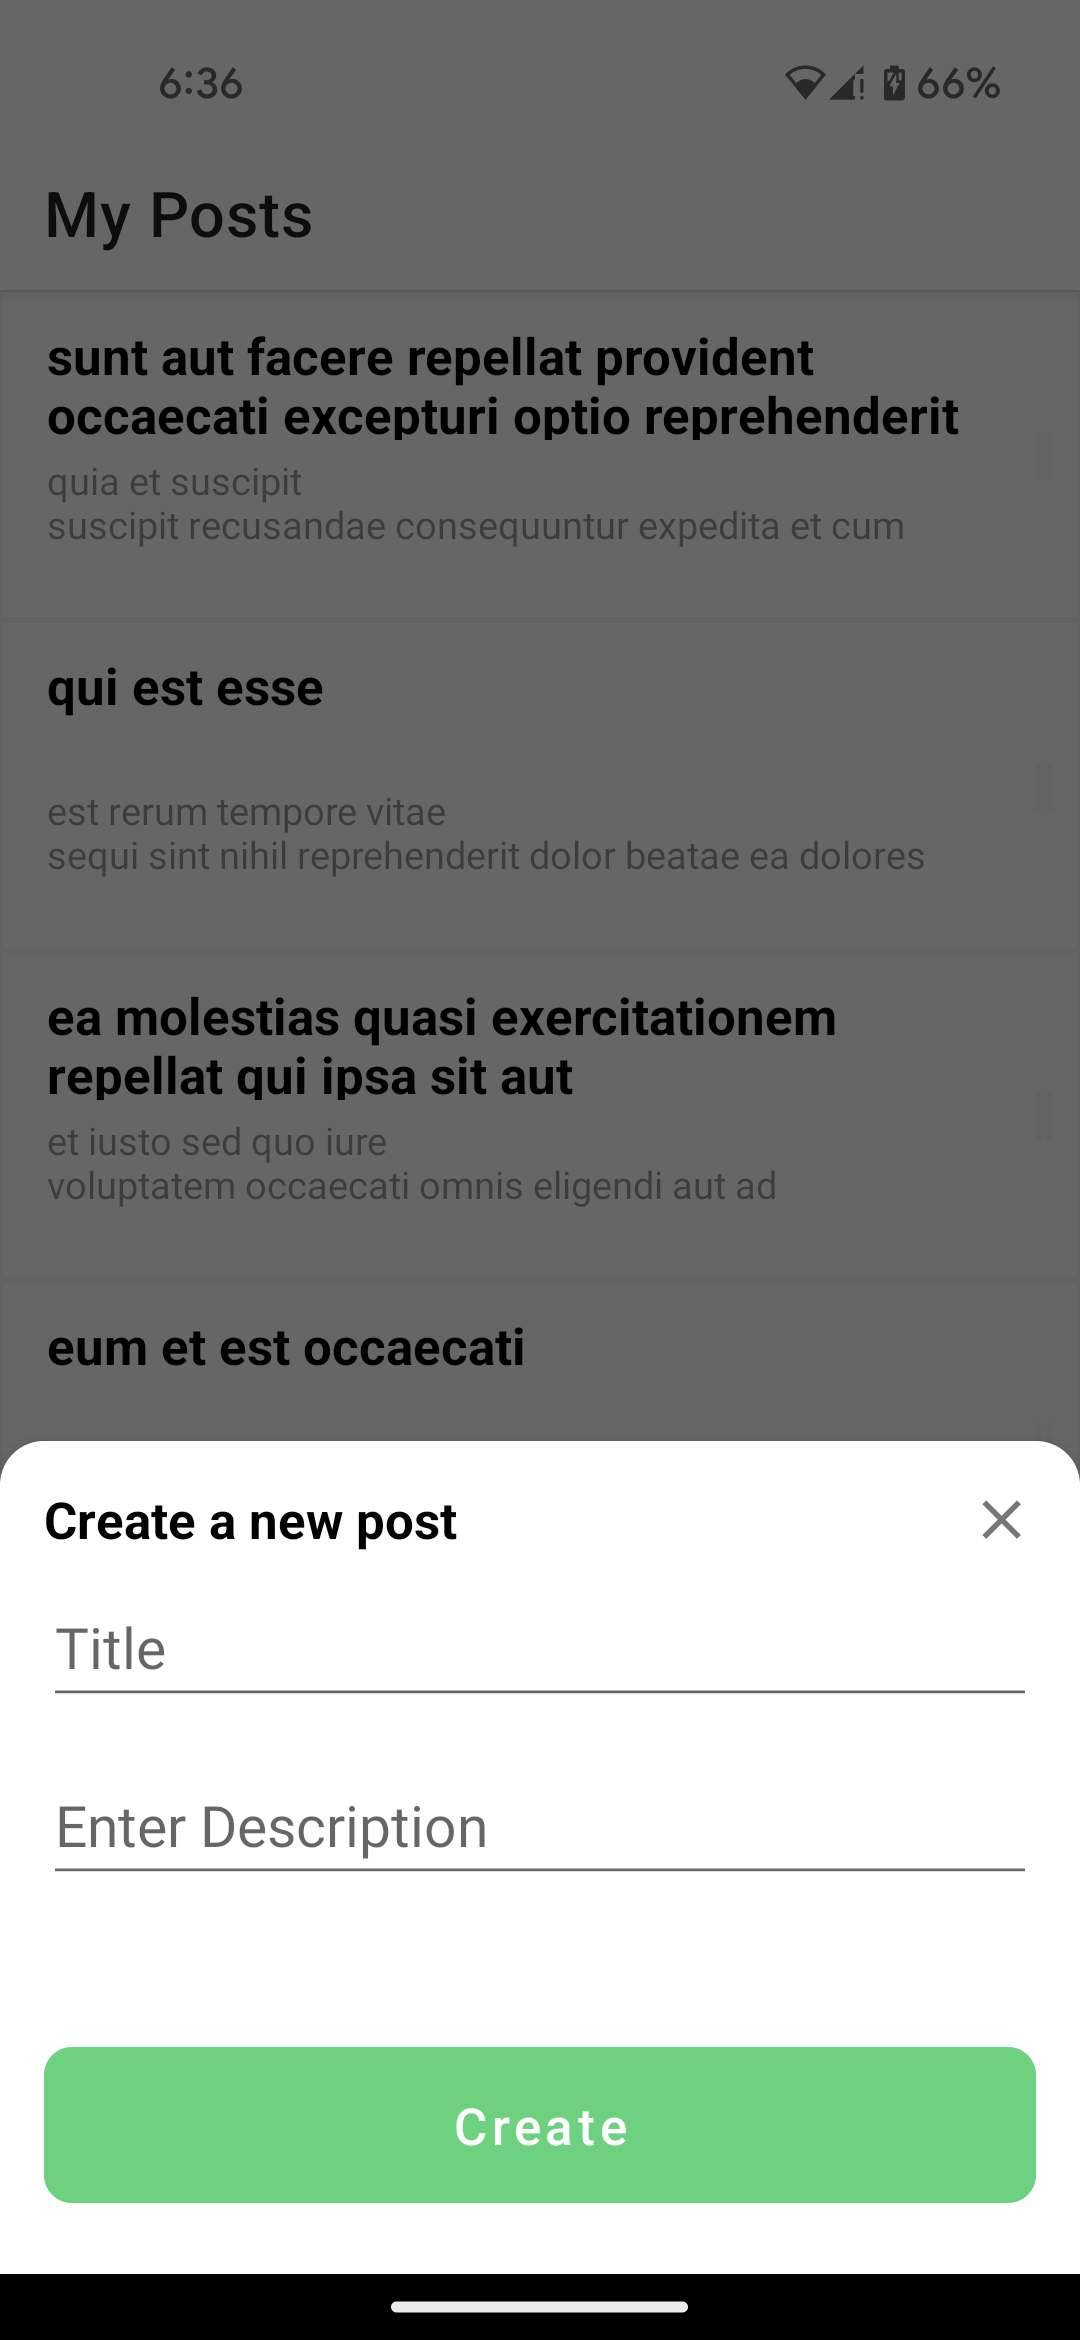 6:36
66%
My Posts
sunt aut facere repellat provident
occaecati excepturi optio reprehenderit
quia et suscipit
suscipit recusandae consequuntur expedita et cum
qui est esse
est rerum tempore vitae
sequi sint nihil reprehenderit dolor beatae ea dolores
ea molestias quasi exercitationem
repellat qui ipsa sit aut
et iusto sed quo iure
voluptatem occaecati omnis eligendi aut ad
eum et est occaecati
Create a new post
Title
Enter Description
Create